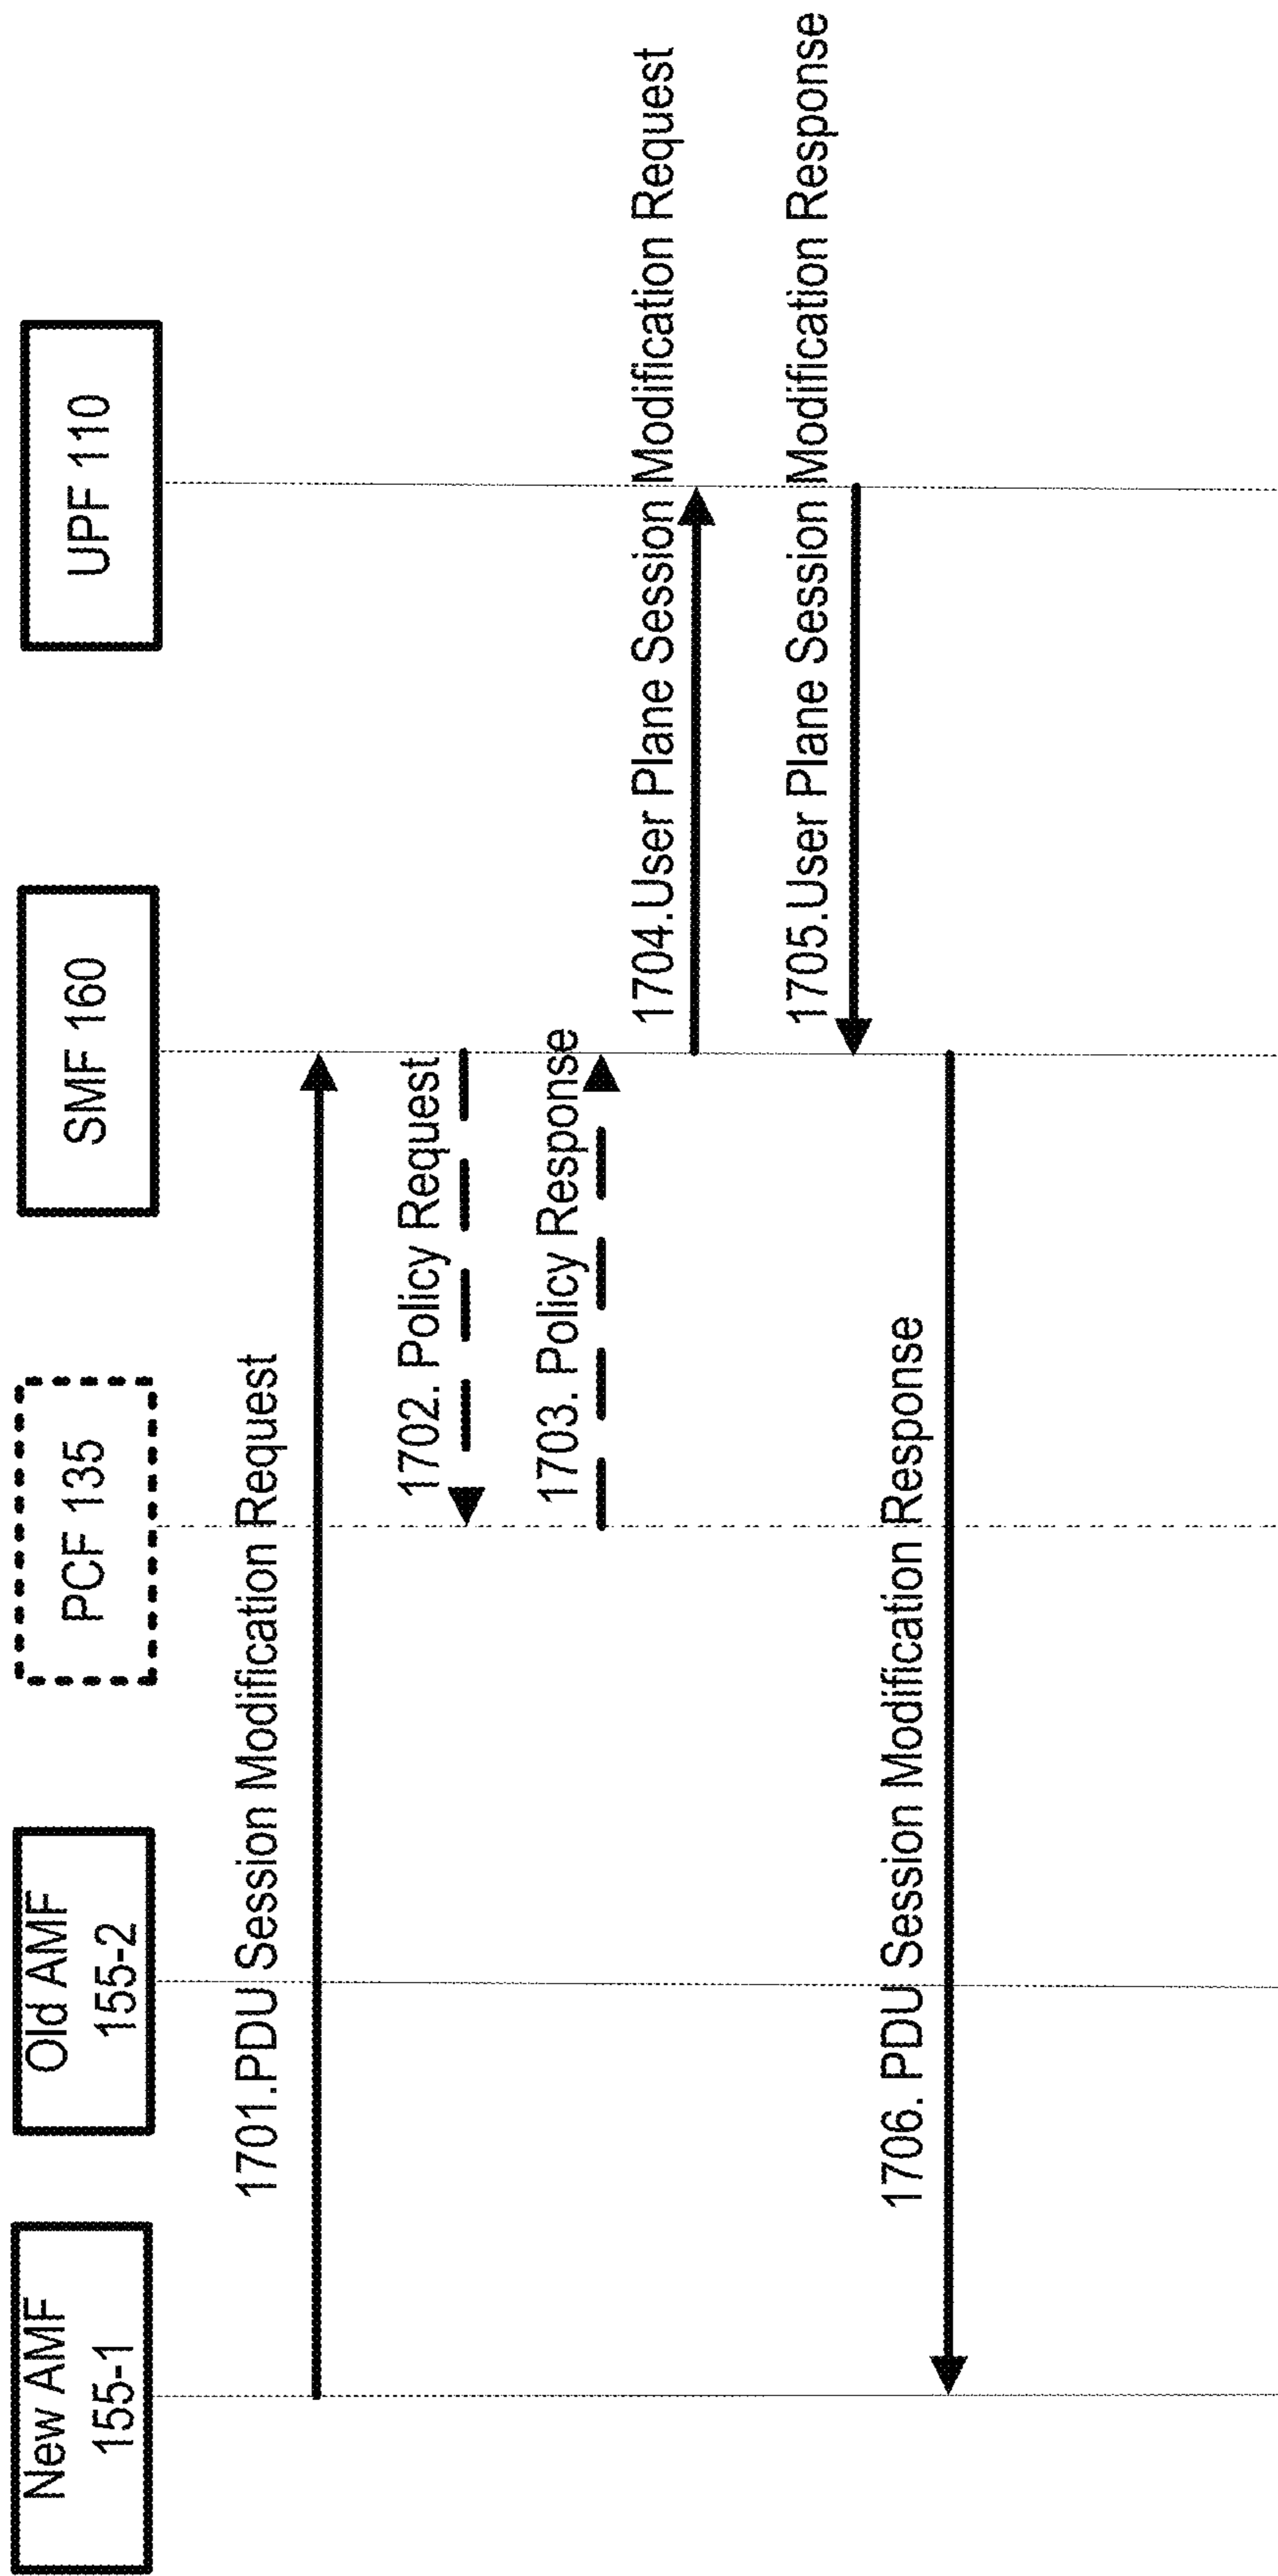 New AMF
155-1
Old AMF
155-2
PCF 135
SMF 160
UPF 110
1701.PDU Session Modification Request
1702. Policy Request
1703. Policy Response
1704.User Plane Session Modification Request
1705.User Plane Session Modification Response
1706. PDU Session Modification Response